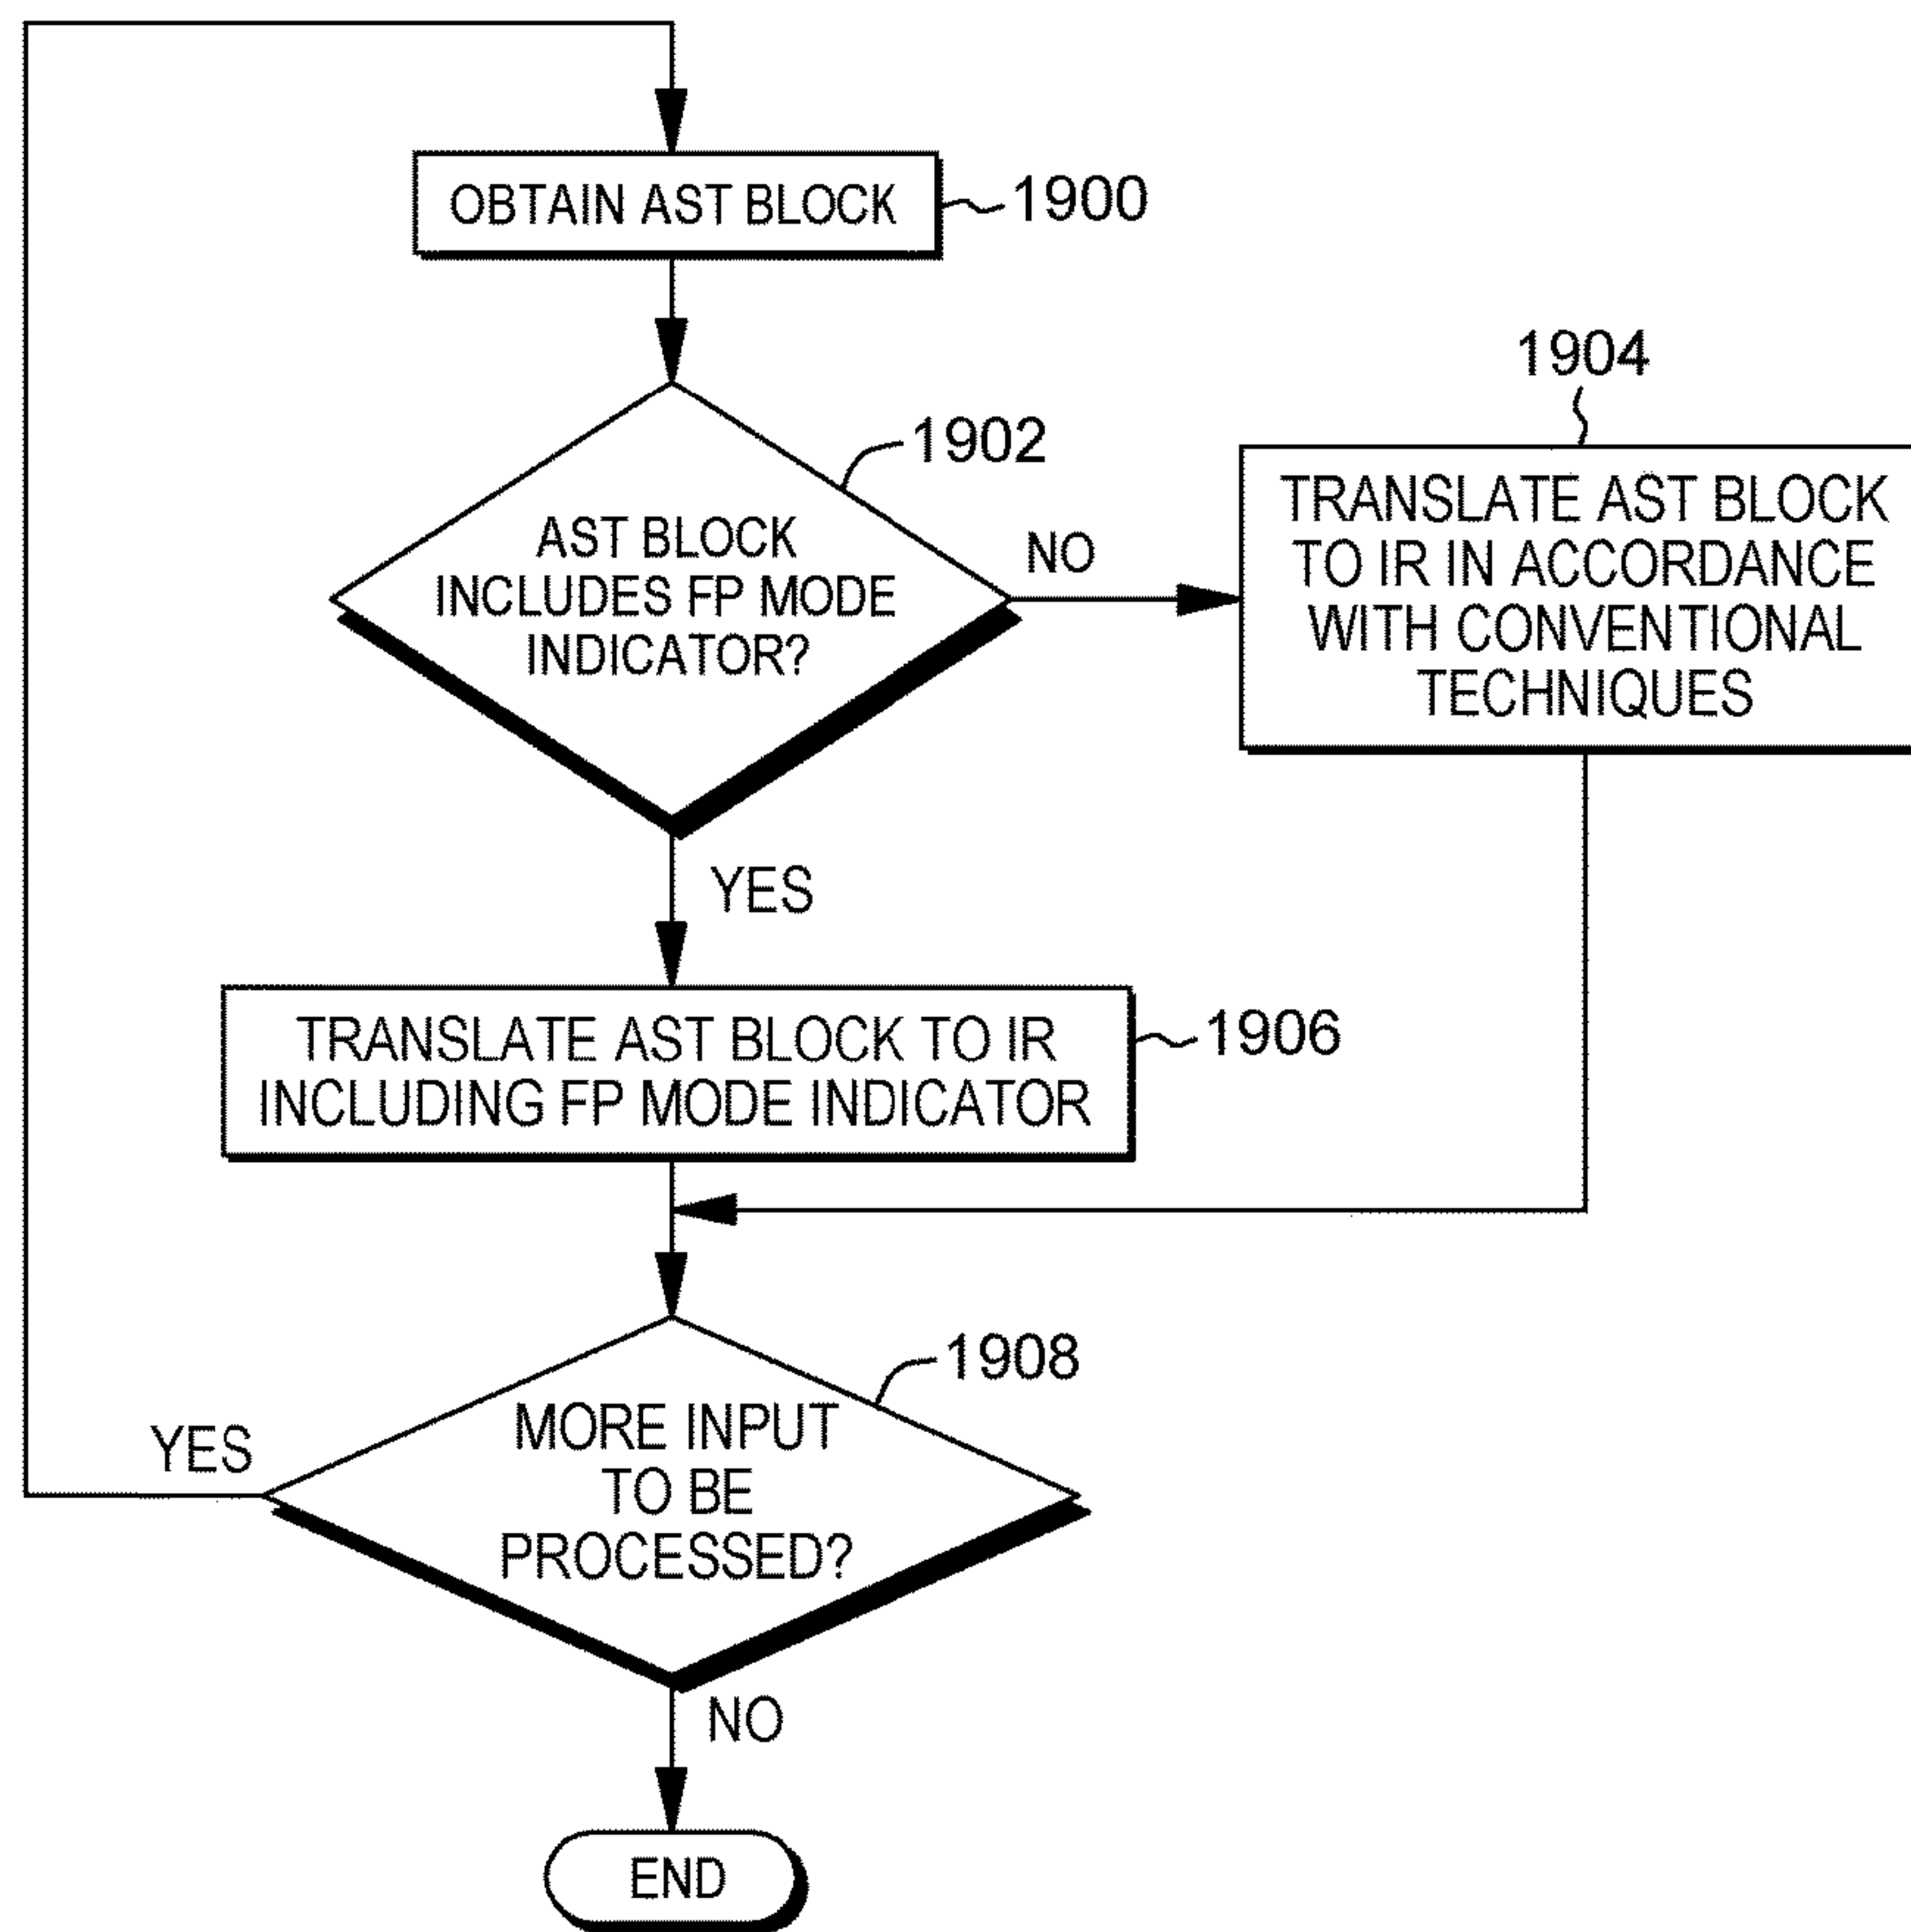 OBTAIN AST BLOCK
1900
1902
AST BLOCK
INCLUDES FP MODE
INDICATOR?
NO
1904
TRANSLATE AST BLOCK
TO IR IN ACCORDANCE
WITH CONVENTIONAL
TECHNIQUES
YES
TRANSLATE AST BLOCK TO IR
INCLUDING FP MODE INDICATOR
1906
1908
MORE INPUT
TO BE
PROCESSED?
YES
NO
END